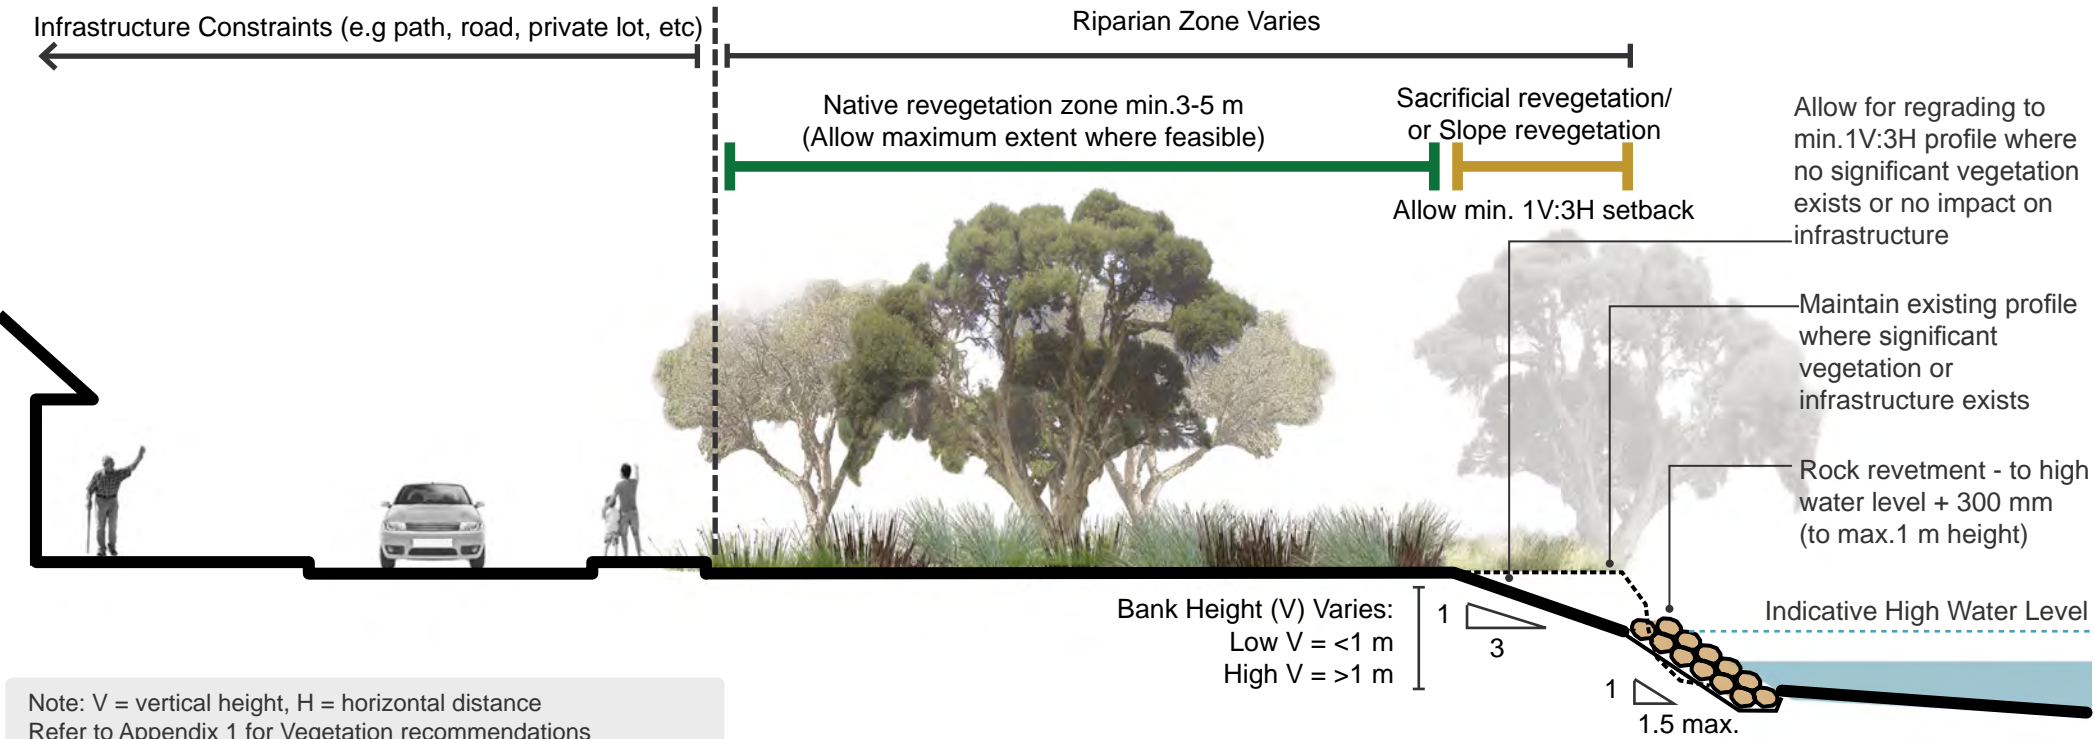 Infrastructure Constraints (e.g path, road, private lot, etc)
Riparian Zone Varies
Native revegetation zone min.3-5 m
(Allow maximum extent where feasible)
Sacrificial revegetation/
or Slope revegetation
Allow min. 1V:3H setback
Allow for regrading to
min.1V:3H profile where
no significant vegetation
exists or no impact on
infrastructure
Maintain existing profile
where significant
vegetation or
infrastructure exists
Rock revetment - to high
water level + 300 mm
(to max.1 m height)
Indicative High Water Level
Bank Height (V) Varies:
Low V = <1 m
High V = >1 m
1
3
1
1.5 max.
Note: V = vertical height, H = horizontal distance
Refer to Appendix 1 for Vegetation recommendations